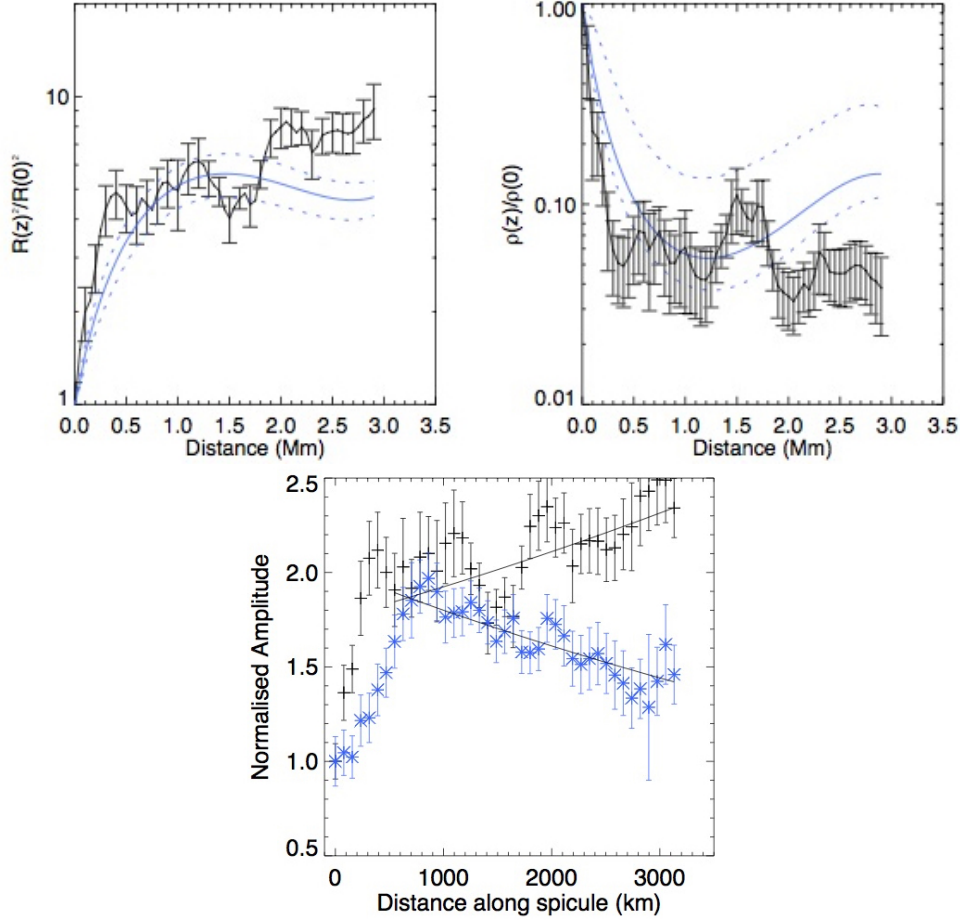 R(z)²/R(0)²
10
1
0.0 0.5 1.0 1.5 2.0 2.5 3.0 3.5
Distance (Mm)
ρ(z)/ρ(0)
1.00
0.10
0.01
0.0 0.5 1.0 1.5 2.0 2.5 3.0 3.5
Distance (Mm)
Normalised Amplitude
2.5
2.0
1.5
1.0
0.5
0 1000 2000 3000
Distance along spicule (km)